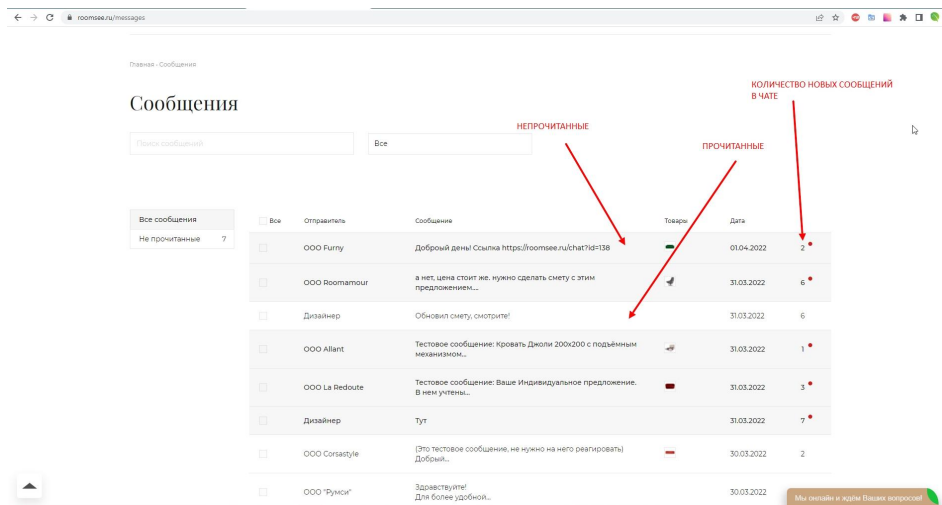 roomsee.ru/messages
Главная - Сообщения
КОЛИЧЕСТВО НОВЫХ СООБЩЕНИЙ
В ЧАТЕ
Сообщения
НЕПРОЧИТАННЫЕ
Поиск сообщений
Все
ПРОЧИТАННЫЕ
Все сообщения
Не прочитанные 7
Все Отправитель Сообщение Товары Дата
ООО Furny Доброый день! Ссылка https://roomsee.ru/chat?id=138 01.04.2022 2
ООО Roomamour а нет, цена стоит же. нужно сделать смету с этим
предложением.... 31.03.2022 6
Дизайнер Обновил смету, смотрите! 31.03.2022 6
ООО Allant Тестовое сообщение: Кровать Джоли 200х200 с подъёмным
механизмом... 31.03.2022 1
ООО La Redoute Тестовое сообщение: Ваше Индивидуальное предложение.
В нем учтены... 31.03.2022 3
Дизайнер Тут 31.03.2022 7
ООО Corsastyle (Это тестовое сообщение, не нужно на него реагировать)
Добрый... 30.03.2022 2
ООО "Румси" Здравствуйте!
Для более удобной... 30.03.2022
Мы онлайн и ждём Ваших вопросов!